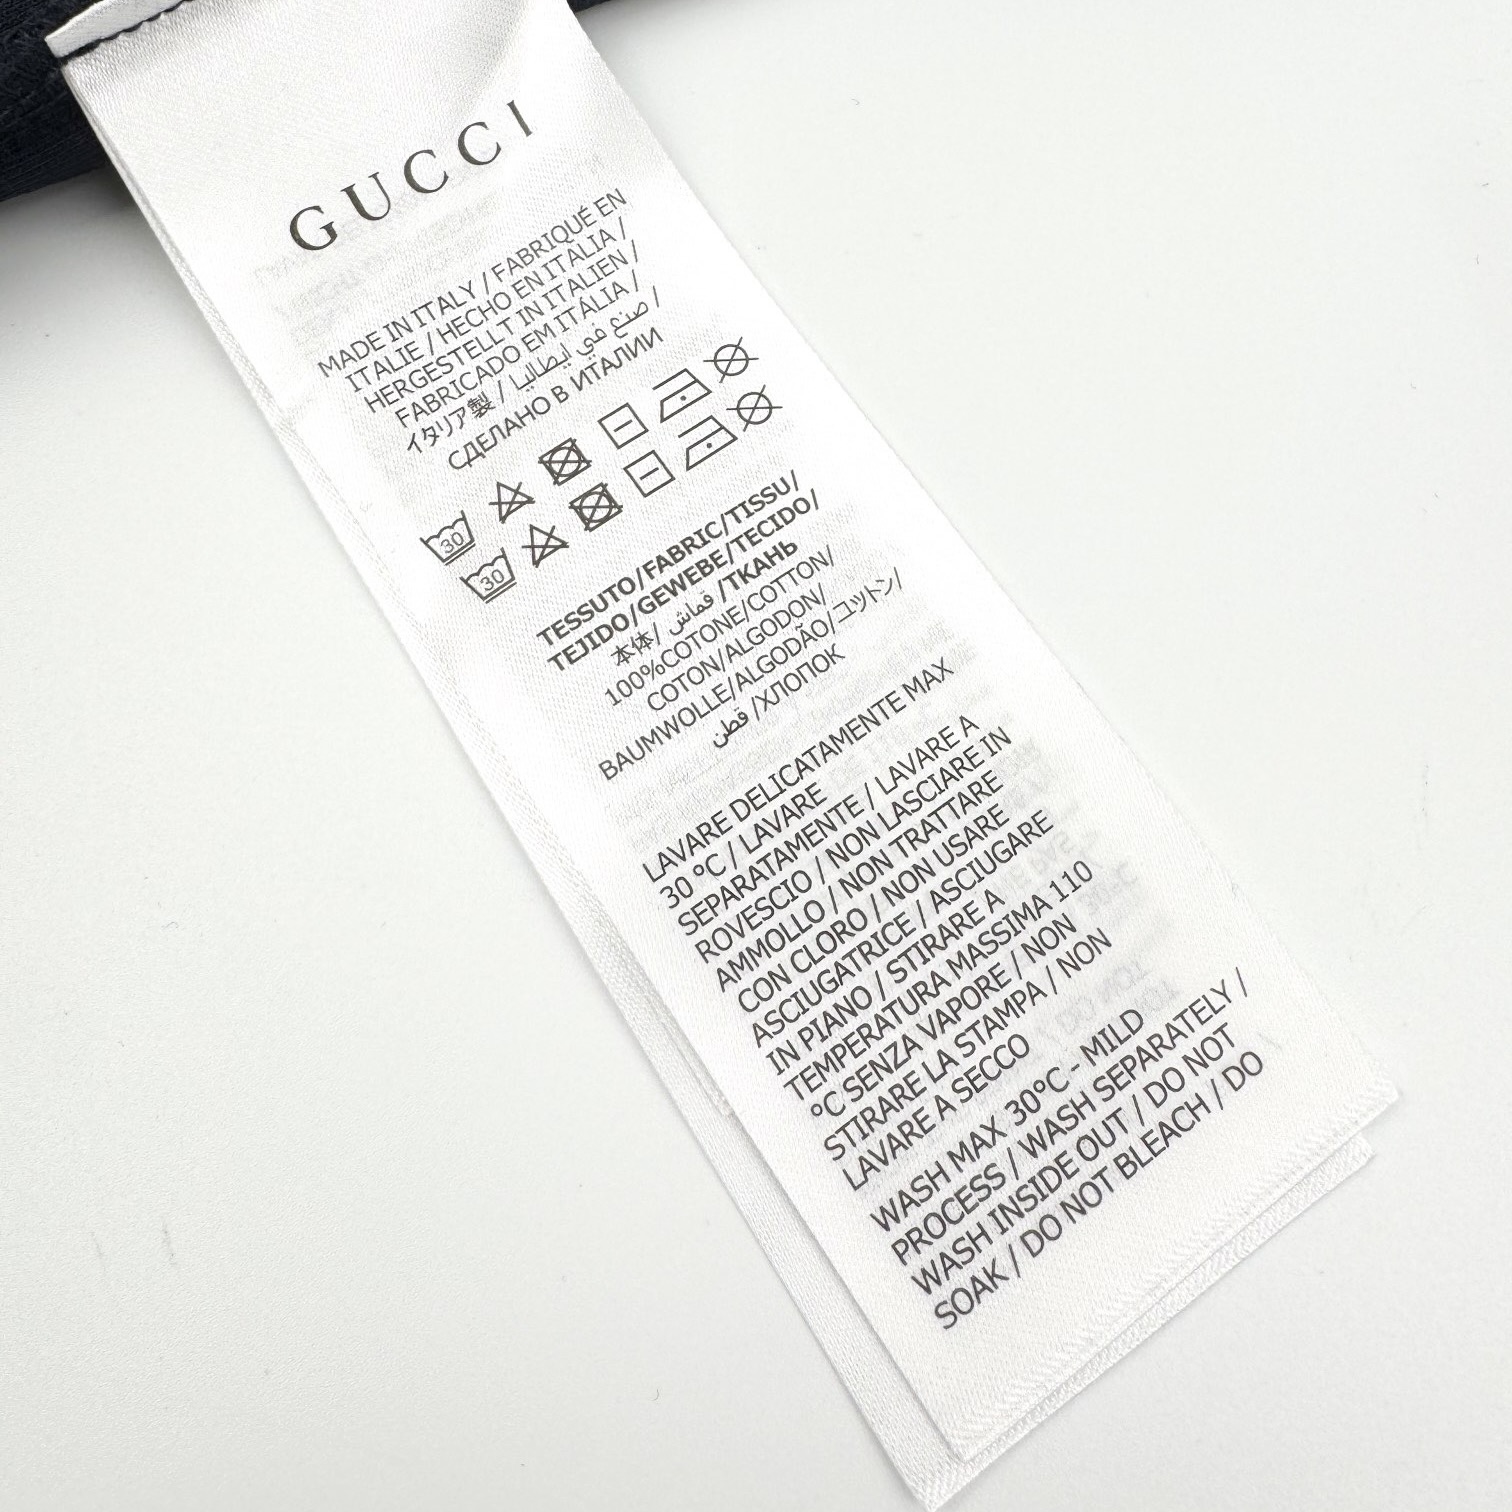 GUCCI
MADE IN ITALY / FABRIQUÉ EN
ITALIE / HECHO EN ITALIA /
HERGESTELLT IN ITALIEN /
FABRICADO EM ITÁLIA /
イタリア製 / صنع في ايطاليا /
СДЕЛАНО В ИТАЛИИ
30
30
TESSUTO/FABRIC/TISSU/
TEJIDO/GEWEBE/TECIDO/
本体/ قماش /ТКАНЬ
100%COTONE/COTTON/
COTON/ALGODON/
BAUMWOLLE/ALGODÃO/コットン/
قطن /ХЛОПОК
LAVARE DELICATAMENTE MAX
30 °C / LAVARE
SEPARATAMENTE / LAVARE A
ROVESCIO / NON LASCIARE IN
AMMOLLO / NON TRATTARE
CON CLORO / NON USARE
ASCIUGATRICE / ASCIUGARE
IN PIANO / STIRARE A
TEMPERATURA MASSIMA 110
°C SENZA VAPORE / NON
STIRARE LA STAMPA / NON
LAVARE A SECCO
WASH MAX 30°C - MILD
PROCESS / WASH SEPARATELY /
WASH INSIDE OUT / DO NOT
SOAK / DO NOT BLEACH / DO